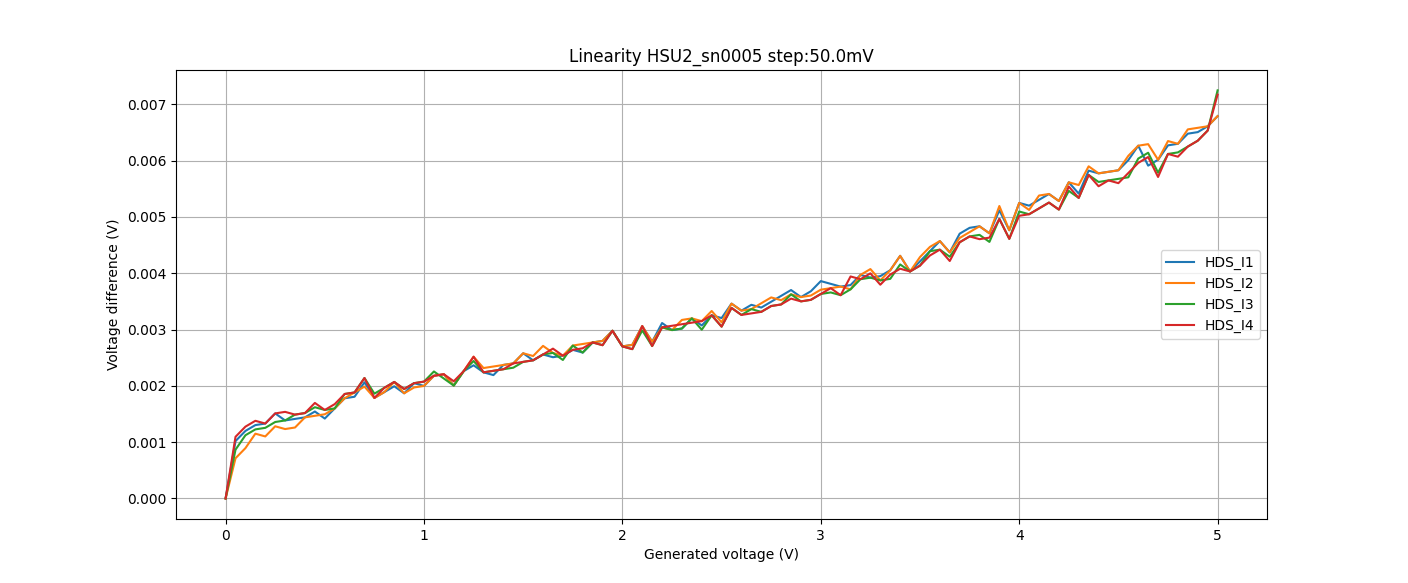 Linearity HSU2_sn0005 step:50.0mV
Voltage difference (V)
0.007
0.006
0.005
0.004
0.003
0.002
0.001
0.000
HDS_I1
HDS_I2
HDS_I3
HDS_I4
0 1 2 3 4 5
Generated voltage (V)